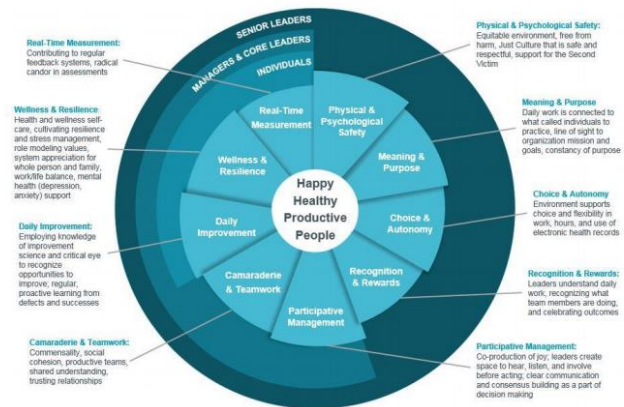 SENIOR LEADERS
MANAGERS & CORE LEADERS
INDIVIDUALS
Real-Time Measurement:
Contributing to regular
feedback systems, radical
candor in assessments
Wellness & Resilience:
Health and wellness self-
care, cultivating resilience
and stress management,
role modeling values,
system appreciation for
whole person and family,
work/life balance, mental
health (depression,
anxiety) support
Daily Improvement:
Employing knowledge
of improvement
science and critical eye
to recognize
opportunities to
improve; regular,
proactive learning from
defects and successes
Camaraderie & Teamwork:
Commensality, social
cohesion, productive teams,
shared understanding,
trusting relationships
Real-Time
Measurement
Physical &
Psychological
Safety
Wellness &
Resilience
Meaning &
Purpose
Happy
Healthy
Productive
People
Daily
Improvement
Choice &
Autonomy
Camaraderie
& Teamwork
Recognition
& Rewards
Participative
Management
Physical & Psychological Safety:
Equitable environment, free from
harm, Just Culture that is safe and
respectful, support for the Second
Victim
Meaning & Purpose
Daily work is connected to
what called individuals to
practice, line of sight to
organization mission and
goals, constancy of purpose
Choice & Autonomy
Environment supports
choice and flexibility in
work, hours, and use of
electronic health records
Recognition & Rewards:
Leaders understand daily
work, recognizing what
team members are doing,
and celebrating outcomes
Participative Management:
Co-production of joy; leaders create
space to hear, listen, and involve
before acting; clear communication
and consensus building as a part of
decision making